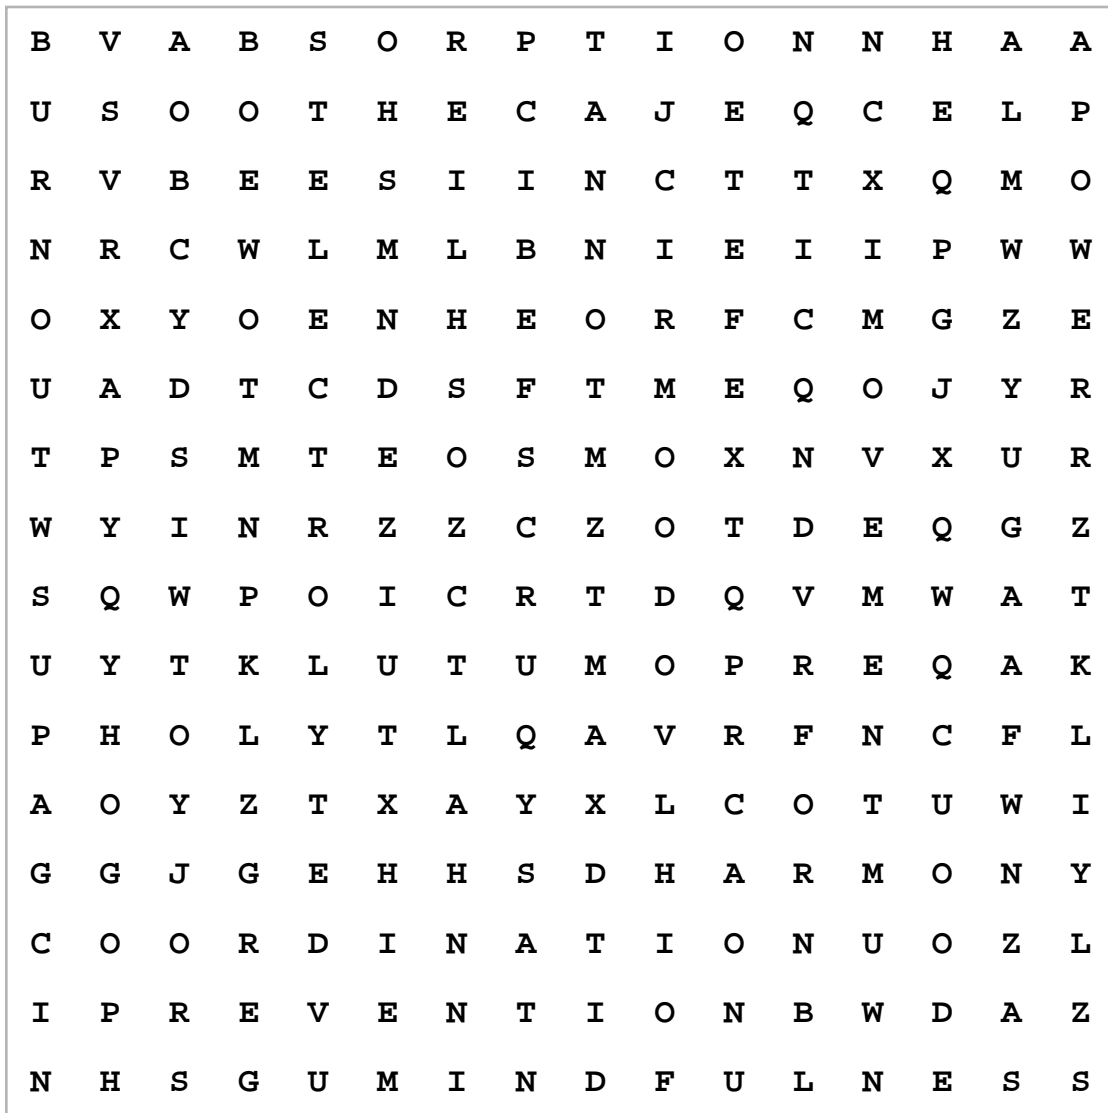 B V A B S O R P T I O N N H A A
U S O O T H E C A J E Q C E L P
R V B E E S I I N C T T X Q M O
N R C W L M L B N I E I I P W W
O X Y O E N H E O R F C M G Z E
U A D T C D S F T M E Q O J Y R
T P S M T E O S M O X N V X U R
W Y I N R Z Z C Z O T D E Q G Z
S Q W P O I C R T D Q V M W A T
U Y T K L U T U M O P R E Q A K
P H O L Y T L Q A V R F N C F L
A O Y Z T X A Y X L C O T U W I
G G J G E H H S D H A R M O N Y
C O O R D I N A T I O N U O Z L
I P R E V E N T I O N B W D A Z
N H S G U M I N D F U L N E S S